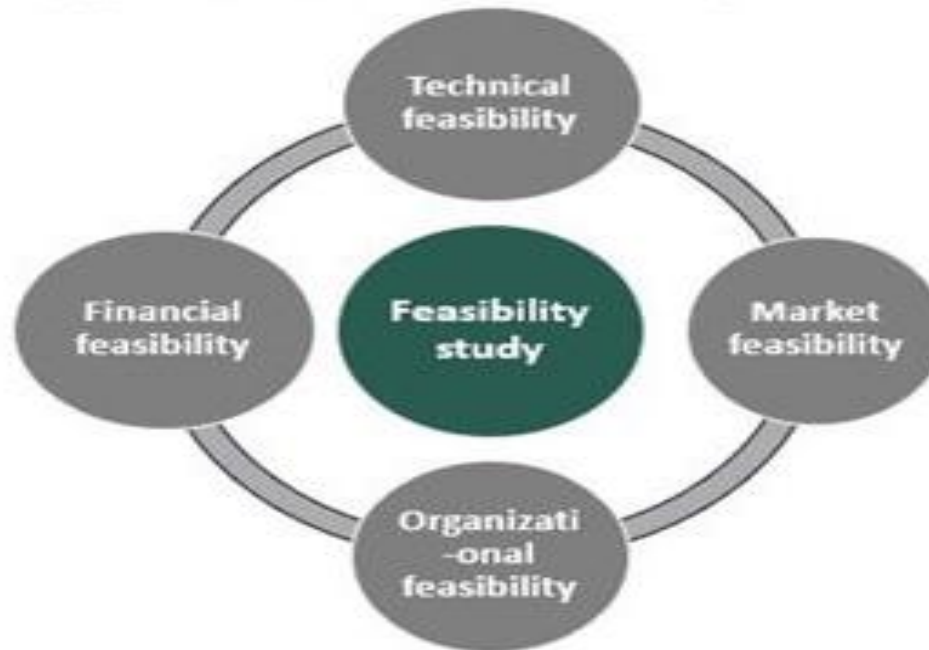 Technical
feasibility
Financial
feasibility
Feasibility
study
Market
feasibility
Organizati
-onal
feasibility